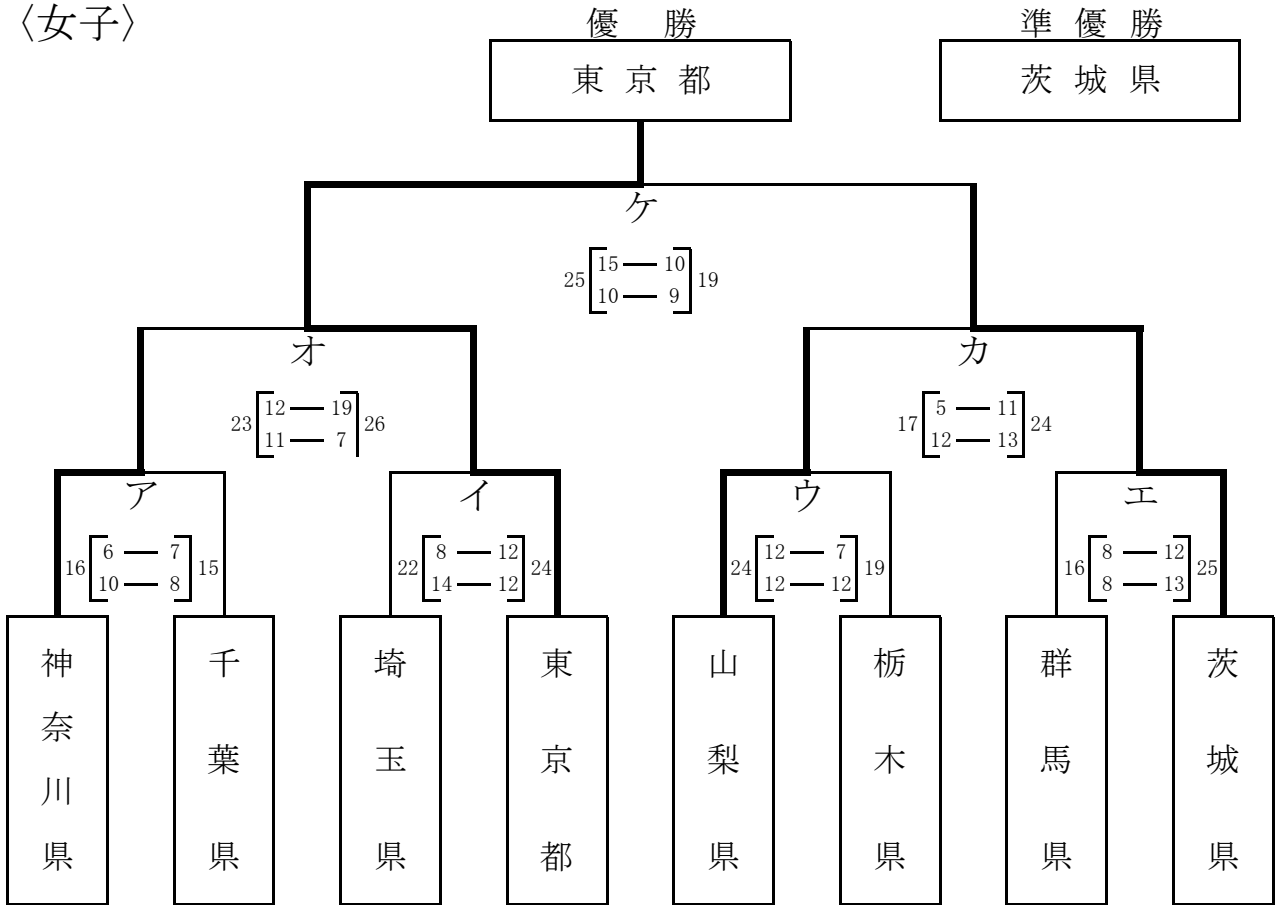 〈女子〉
優勝
準優勝
東京都
茨城県
ケ
25 15 ― 10 19
10 ― 9
オ
カ
23 12 ― 19 26
11 ― 7
17 5 ― 11 24
12 ― 13
ア
イ
ウ
エ
16 6 ― 7 15
10 ― 8
22 8 ― 12 24
14 ― 12
24 12 ― 7 19
12 ― 12
16 8 ― 12 25
8 ― 13
神奈川県
千葉県
埼玉県
東京都
山梨県
栃木県
群馬県
茨城県